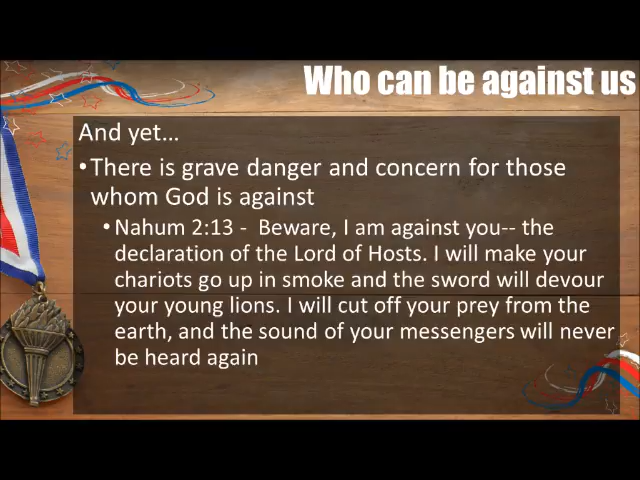 Who can be against us
And yet…
•There is grave danger and concern for those
whom God is against
• Nahum 2:13 - Beware, I am against you-- the
declaration of the Lord of Hosts. I will make your
chariots go up in smoke and the sword will devour
your young lions. I will cut off your prey from the
earth, and the sound of your messengers will never
be heard again